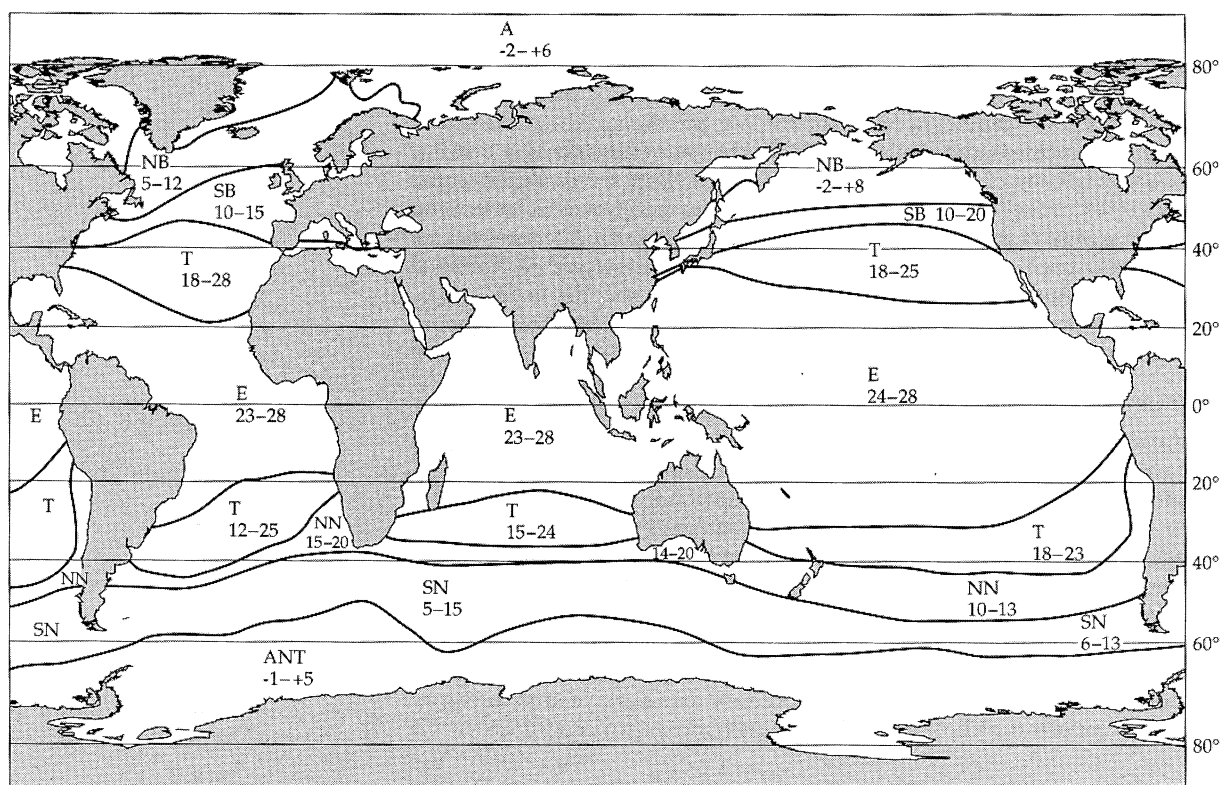 A
-2-+6
80°
NB
5-12
NB
-2-+8
60°
SB
10-15
SB 10-20
T
18-28
T
18-25
40°
20°
E
E
23-28
E
23-28
E
24-28
0°
20°
T
T
12-25
NN
15-20
T
15-24
14-20
T
18-23
40°
NN
SN
5-15
NN
10-13
SN
SN
6-13
60°
ANT
-1-+5
80°